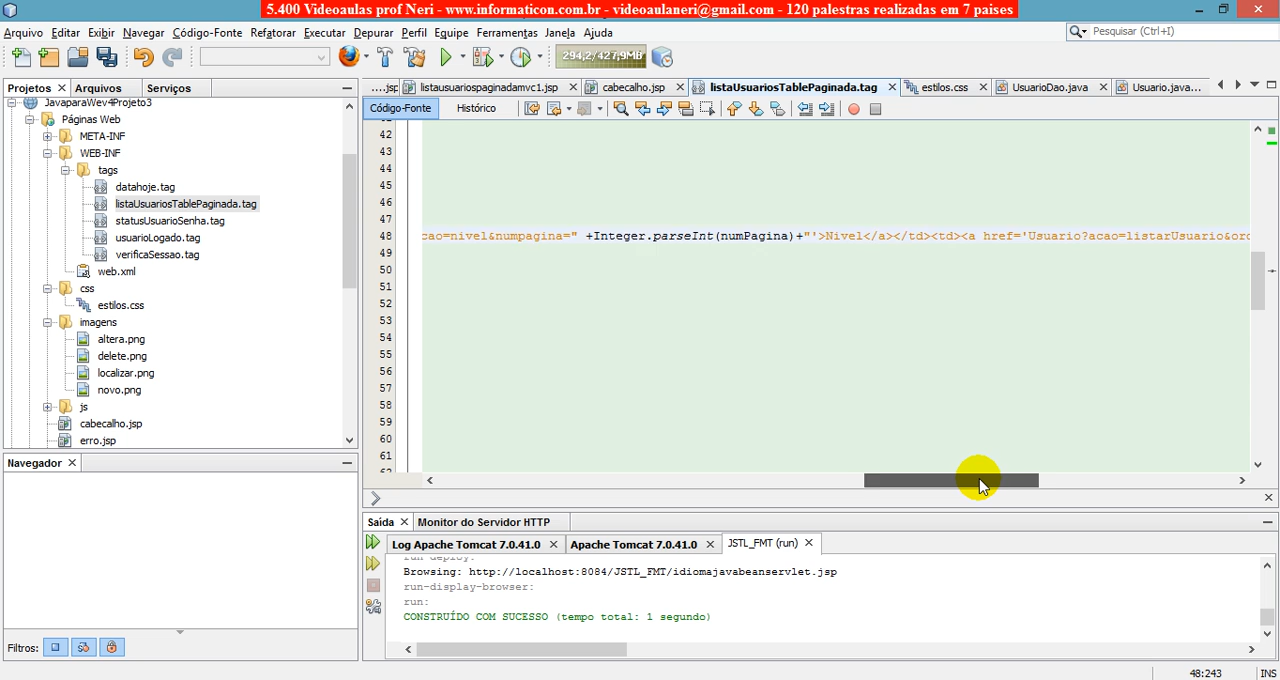 5.400 Videoaulas prof Neri - www.informaticon.com.br - videoaulaneri@gmail.com - 120 palestras realizadas em 7 paises
Arquivo Editar Exibir Navegar Código-Fonte Refatorar Executar Depurar Perfil Equipe Ferramentas Janela Ajuda
Pesquisar (Ctrl+I)
294,2/427,9MB
Projetos Arquivos Serviços
....jsp listausuariospaginadamvc1.jsp cabecalho.jsp listaUsuariosTablePaginada.tag estilos.css UsuarioDao.java Usuario.java...
Código-Fonte Histórico
JavaparaWev4Projeto3
Páginas Web
META-INF
WEB-INF
tags
datahoje.tag
listaUsuariosTablePaginada.tag
statusUsuarioSenha.tag
usuarioLogado.tag
verificaSessao.tag
web.xml
css
estilos.css
imagens
altera.png
delete.png
localizar.png
novo.png
js
cabecalho.jsp
erro.jsp
42
43
44
45
46
47
48 cao=nivel&numpagina=" +Integer.parseInt(numPagina)+"'>Nivel</a></td><td><a href='Usuario?acao=listarUsuario&ord
49
50
51
52
53
54
55
56
57
58
59
60
61
Navegador
Filtros:
Saída Monitor do Servidor HTTP
Log Apache Tomcat 7.0.41.0 Apache Tomcat 7.0.41.0 JSTL_FMT (run)
run-deploy:
Browsing: http://localhost:8084/JSTL_FMT/idiomajavabeanservlet.jsp
run-display-browser:
run:
CONSTRUÍDO COM SUCESSO (tempo total: 1 segundo)
48:243 INS